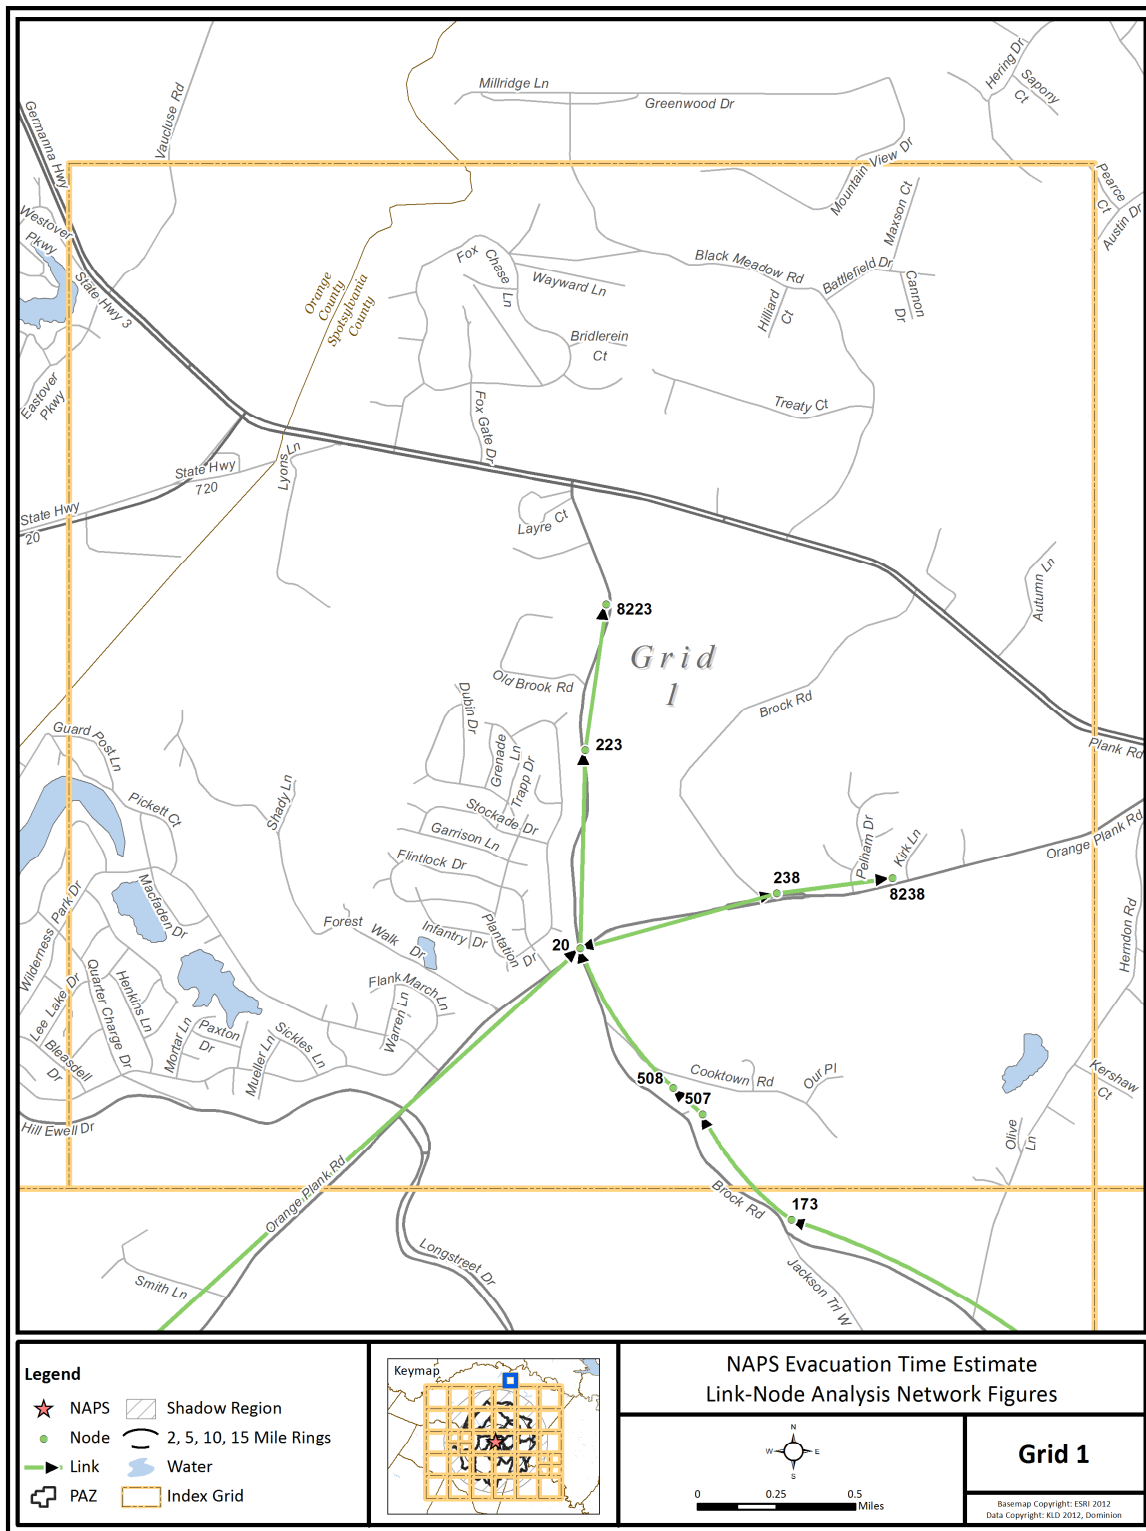 Millridge Ln
Greenwood Dr
Hering Dr
Sapony
Ct
Vaucluse Rd
Germanna Hwy
Mountain View Dr
Pearce
Ct
Austin Dr
Maxson Ct
Westover
Pkwy
State Hwy 3
Fox
Chase
Ln
Wayward Ln
Black Meadow Rd
Battlefield Dr
Cannon
Dr
Hilliard
Ct
Orange
County
Spotsylvania
County
Bridlerein
Ct
Eastover
Pkwy
Treaty Ct
Fox Gate Dr
Lyons
Ln
State Hwy
720
State Hwy
20
Layre
Ct
Autumn
Ln
8223
Grid
1
Old Brook Rd
Dubin Dr
Brock Rd
Guard Post Ln
Grenade
Ln
223
Plank Rd
Trapp Dr
Pickett Ct
Shady Ln
Stockade Dr
Garrison Ln
Flintlock Dr
Pelham Dr
Kirk Ln
Orange Plank Rd
238
8238
Macfaden Dr
Wilderness Park Dr
Forest
Walk
Dr
Infantry Dr
Plantation
Dr
20
Herndon Rd
Quarter Charge Dr
Henkins Ln
Lee Lake Dr
Flank
March
Ln
Warren Ln
Bleasdell
Dr
Mortar Ln
Paxton
Dr
Mueller Ln
Sickles Ln
508
507
Cooktown Rd
Our Pl
Kershaw
Ct
Hill Ewell Dr
Olive
Ln
Orange Plank Rd
Brock Rd
173
Longstreet Dr
Smith Ln
Jackson Trl W
Legend
NAPS
Shadow Region
Node
2, 5, 10, 15 Mile Rings
Link
Water
PAZ
Index Grid
Keymap
NAPS Evacuation Time Estimate
Link-Node Analysis Network Figures
N
W
E
S
0
0.25
0.5
Miles
Grid 1
Basemap Copyright: ESRI 2012
Data Copyright: KLD 2012, Dominion